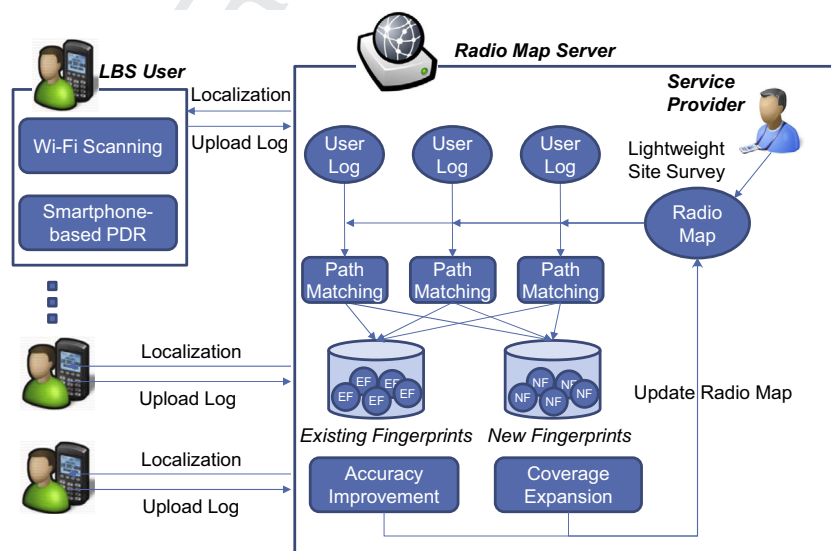 Radio Map Server
LBS User
Service
Provider
Localization
Upload Log
Wi-Fi Scanning
Smartphone-
based PDR
User
Log
User
Log
User
Log
Lightweight
Site Survey
Radio
Map
Path
Matching
Path
Matching
Path
Matching
Localization
Upload Log
EF
EF
EF
EF
EF
NF
NF
NF
NF
NF
Update Radio Map
Existing Fingerprints
New Fingerprints
Localization
Upload Log
Accuracy
Improvement
Coverage
Expansion